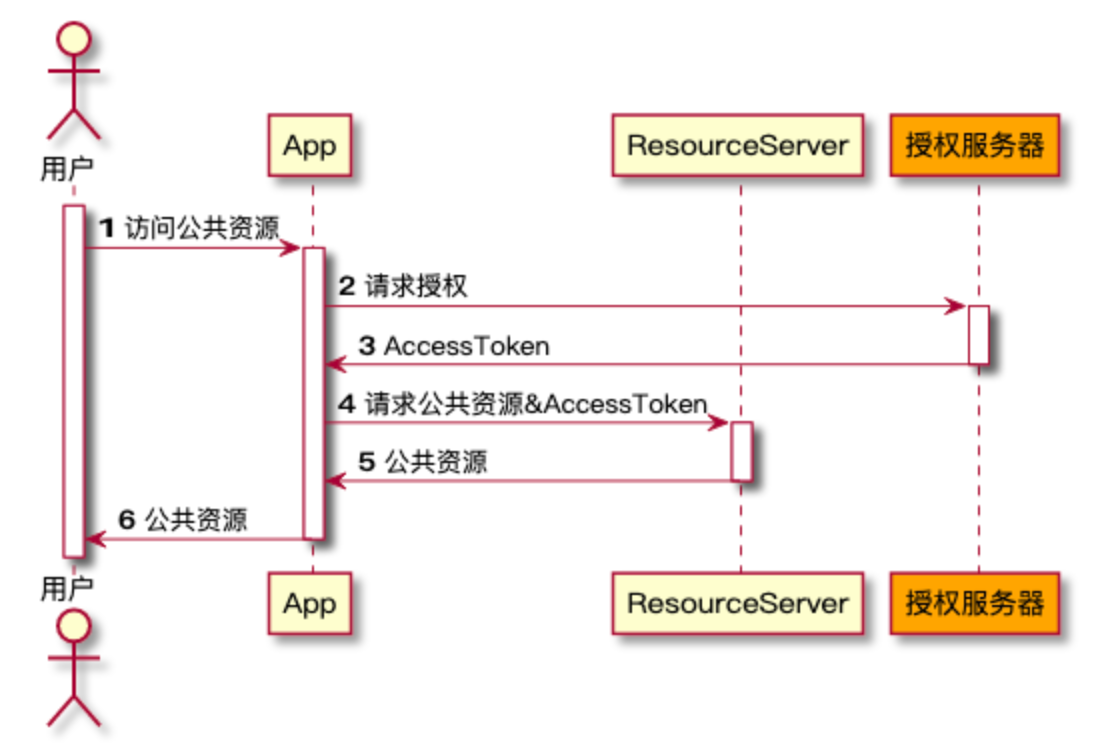 用户
App
ResourceServer
授权服务器
1 访问公共资源
2 请求授权
3 AccessToken
4 请求公共资源&AccessToken
5 公共资源
6 公共资源
用户
App
ResourceServer
授权服务器